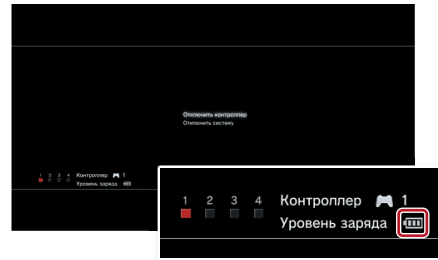 Отключить контроллер
Отключить систему
1 2 3 4 Контроллер 1
Уровень заряда
1 2 3 4 Контроллер 1
Уровень заряда